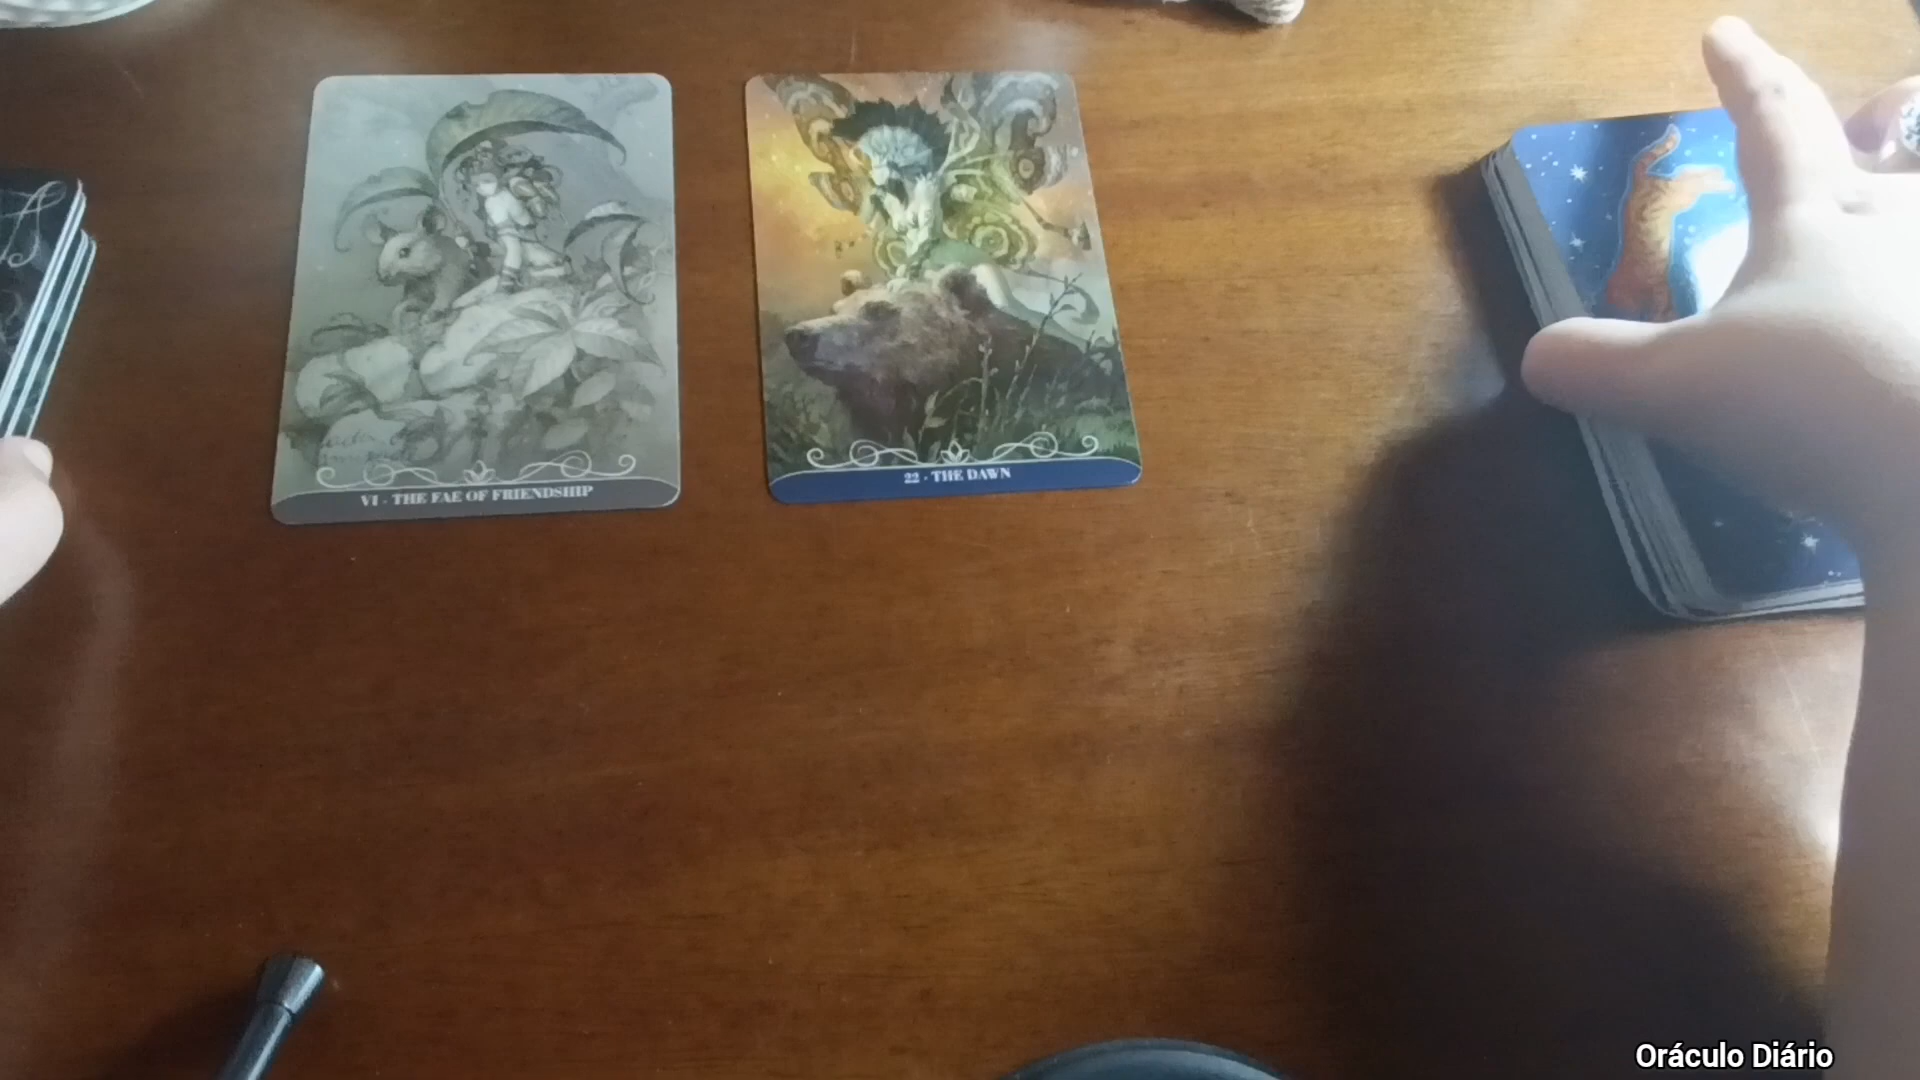 VI - THE FAE OF FRIENDSHIP
22 - THE DAWN
Oráculo Diário